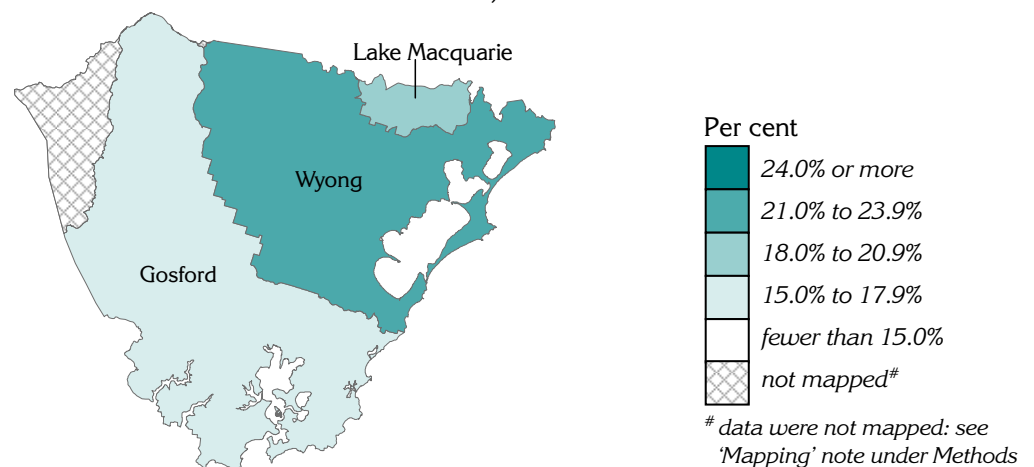 Lake Macquarie
Wyong
Gosford
Per cent
24.0% or more
21.0% to 23.9%
18.0% to 20.9%
15.0% to 17.9%
fewer than 15.0%
not mapped#
# data were not mapped: see
'Mapping' note under Methods